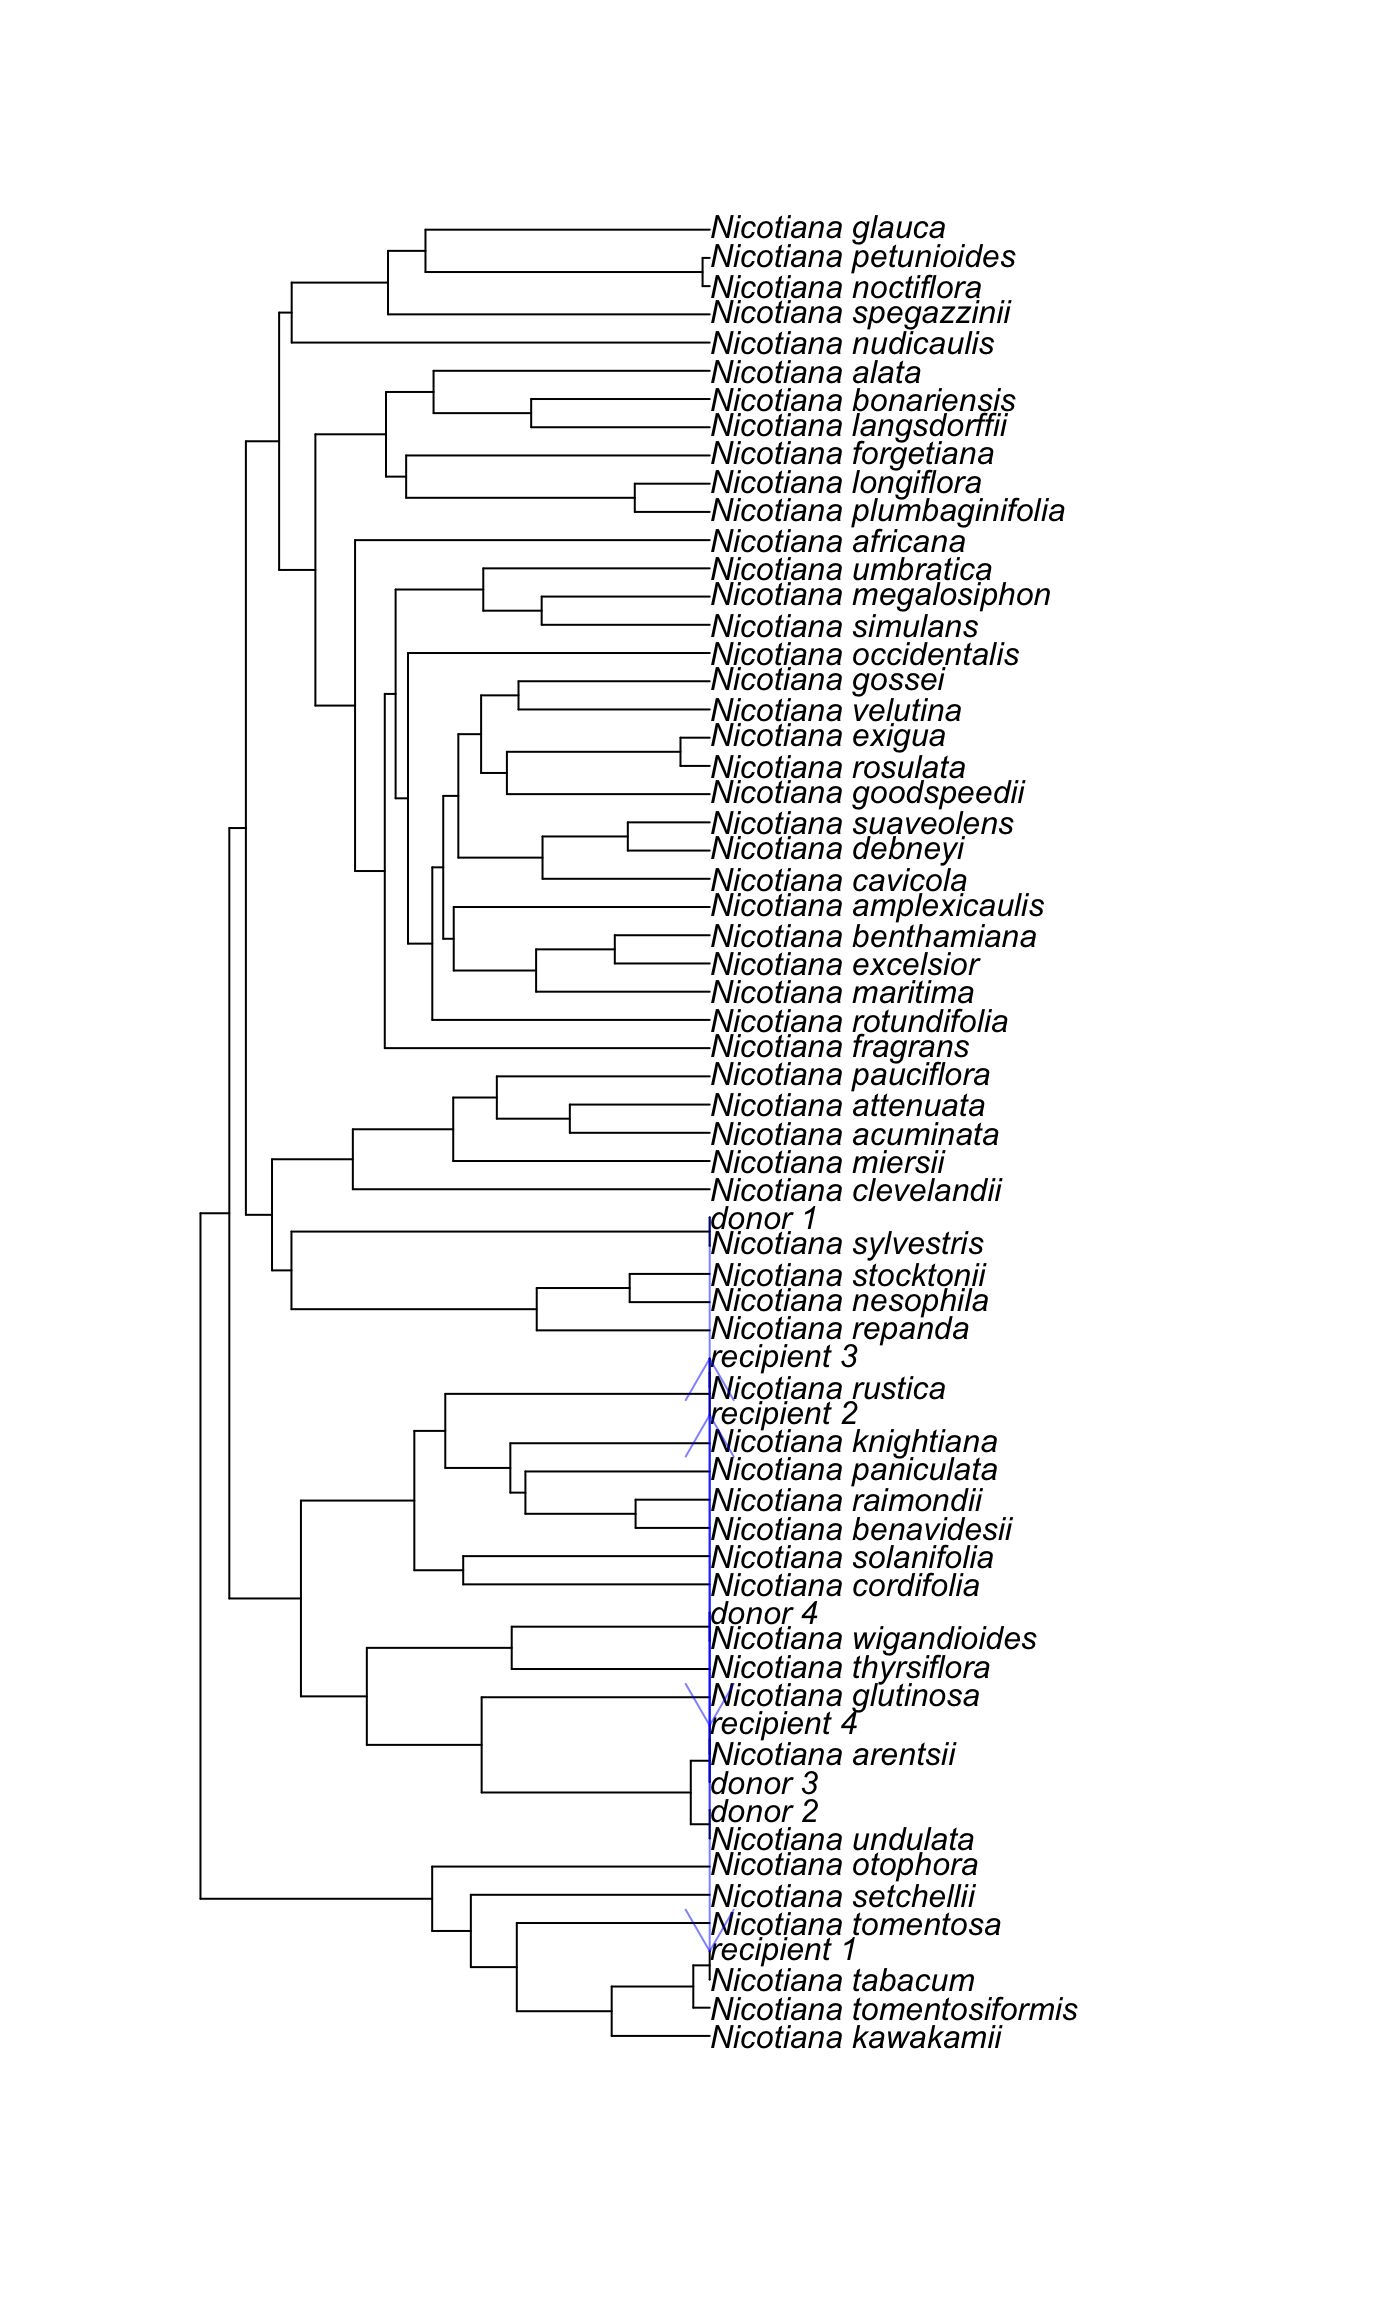 Nicotiana glauca
Nicotiana petunioides
Nicotiana noctiflora
Nicotiana spegazzinii
Nicotiana nudicaulis
Nicotiana alata
Nicotiana bonariensis
Nicotiana langsdorffii
Nicotiana forgetiana
Nicotiana longiflora
Nicotiana plumbaginifolia
Nicotiana africana
Nicotiana umbratica
Nicotiana megalosiphon
Nicotiana simulans
Nicotiana occidentalis
Nicotiana gossei
Nicotiana velutina
Nicotiana exigua
Nicotiana rosulata
Nicotiana goodspeedii
Nicotiana suaveolens
Nicotiana debneyi
Nicotiana cavicola
Nicotiana amplexicaulis
Nicotiana benthamiana
Nicotiana excelsior
Nicotiana maritima
Nicotiana rotundifolia
Nicotiana fragrans
Nicotiana pauciflora
Nicotiana attenuata
Nicotiana acuminata
Nicotiana miersii
Nicotiana clevelandii
donor 1
Nicotiana sylvestris
Nicotiana stocktonii
Nicotiana nesophila
Nicotiana repanda
recipient 3
Nicotiana rustica
recipient 2
Nicotiana knightiana
Nicotiana paniculata
Nicotiana raimondii
Nicotiana benavidesii
Nicotiana solanifolia
Nicotiana cordifolia
donor 4
Nicotiana wigandioides
Nicotiana thyrsiflora
Nicotiana glutinosa
recipient 4
Nicotiana arentsii
donor 3
donor 2
Nicotiana undulata
Nicotiana otophora
Nicotiana setchellii
Nicotiana tomentosa
recipient 1
Nicotiana tabacum
Nicotiana tomentosiformis
Nicotiana kawakamii